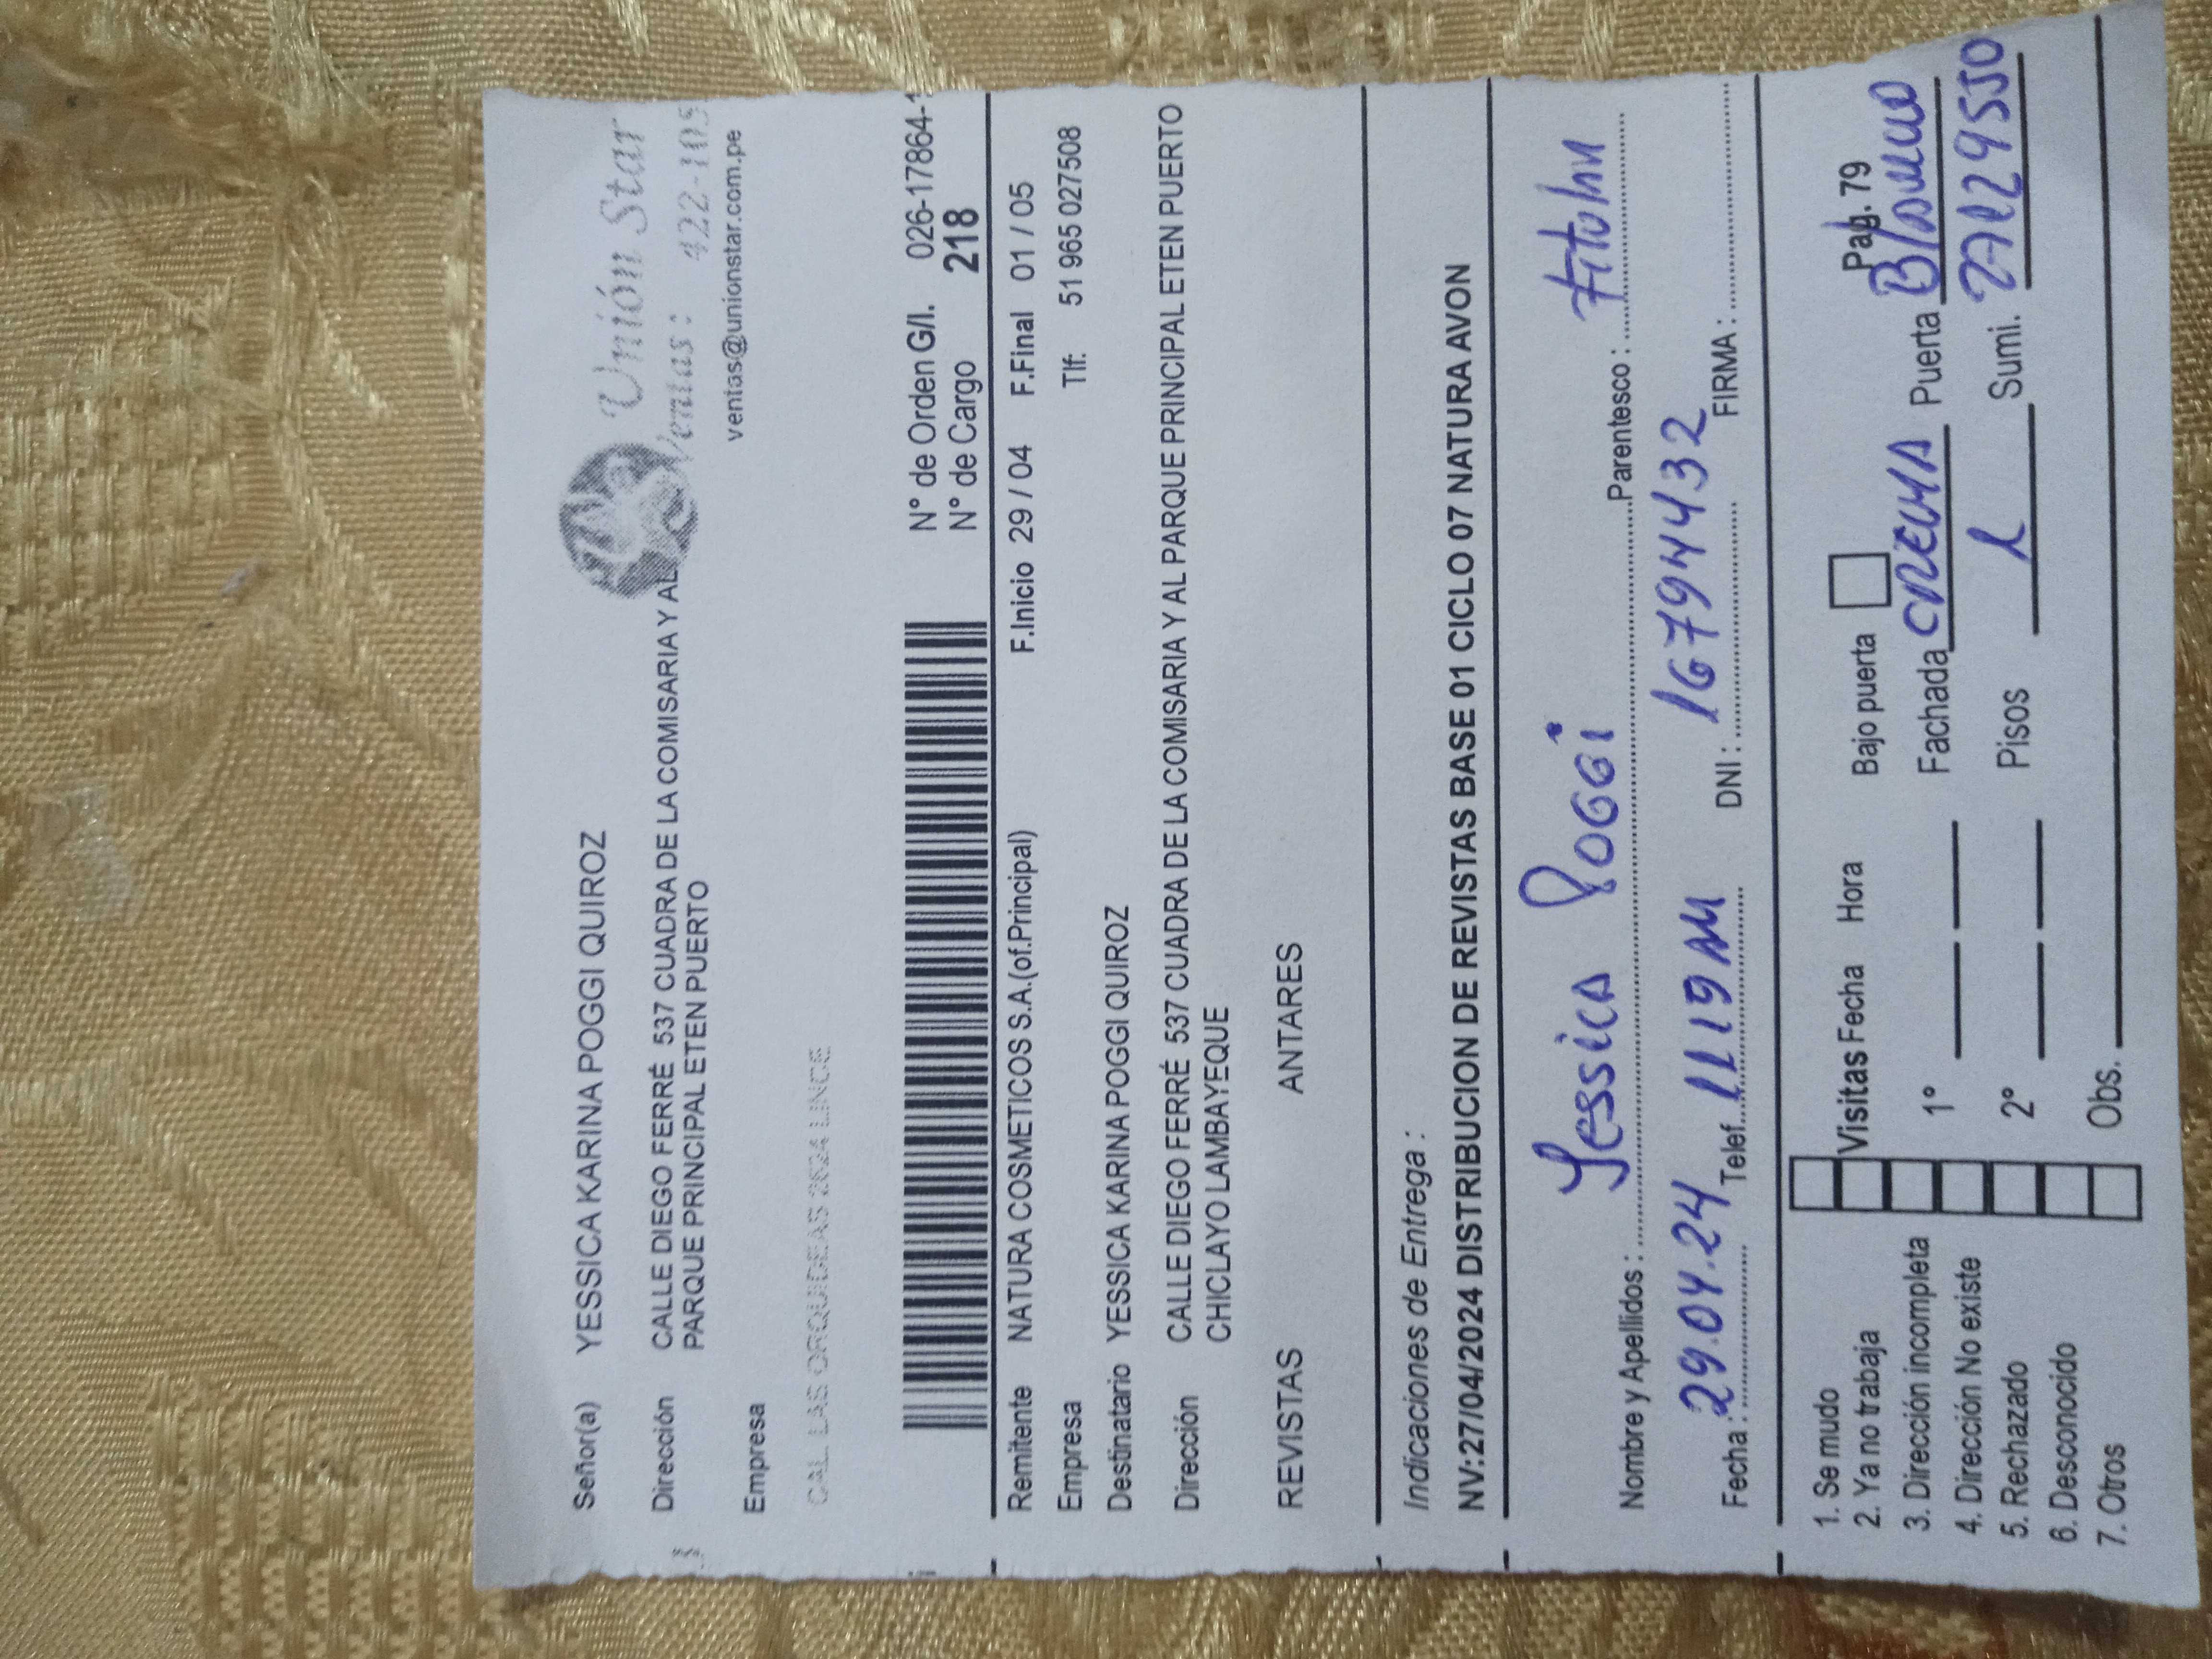 Señor(a) YESSICA KARINA POGGI QUIROZ
Unión Star
Dirección CALLE DIEGO FERRÉ 537 CUADRA DE LA COMISARIA Y AL
PARQUE PRINCIPAL ETEN PUERTO
Ventas: 422-105
Empresa
ventas@unionstar.com.pe
CAL. LAS ORQUIDEAS 2624 LINCE
N° de Orden G/I. 026-17864-1
N° de Cargo 218
Remitente NATURA COSMETICOS S.A.(of.Principal) F.Inicio 29 / 04 F.Final 01 / 05
Empresa Tlf: 51 965 027508
Destinatario YESSICA KARINA POGGI QUIROZ
Dirección CALLE DIEGO FERRÉ 537 CUADRA DE LA COMISARIA Y AL PARQUE PRINCIPAL ETEN PUERTO
CHICLAYO LAMBAYEQUE
REVISTAS ANTARES
Indicaciones de Entrega :
NV:27/04/2024 DISTRIBUCION DE REVISTAS BASE 01 CICLO 07 NATURA AVON
Nombre y Apellidos : Yessica Poggi Parentesco :
Fecha : 29.04.24 Telef. DNI : 16794432 FIRMA :
1. Se mudo
2. Ya no trabaja Visitas Fecha Hora Bajo puerta Pag. 79
3. Dirección incompleta 1° Fachada CREMA Puerta Blanco
4. Dirección No existe
5. Rechazado 2° Pisos 1 Sumi.
6. Desconocido
7. Otros Obs.